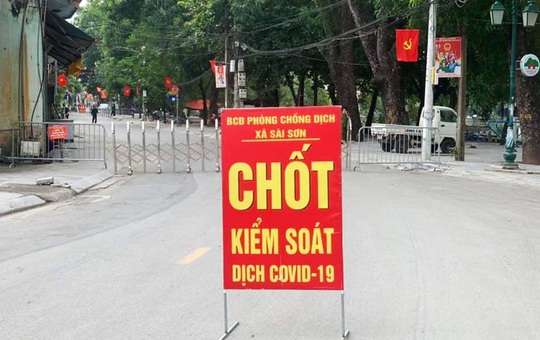 BCĐ PHÒNG CHỐNG DỊCH
XÃ SÀI SƠN
CHỐT
KIỂM SOÁT
DỊCH COVID-19